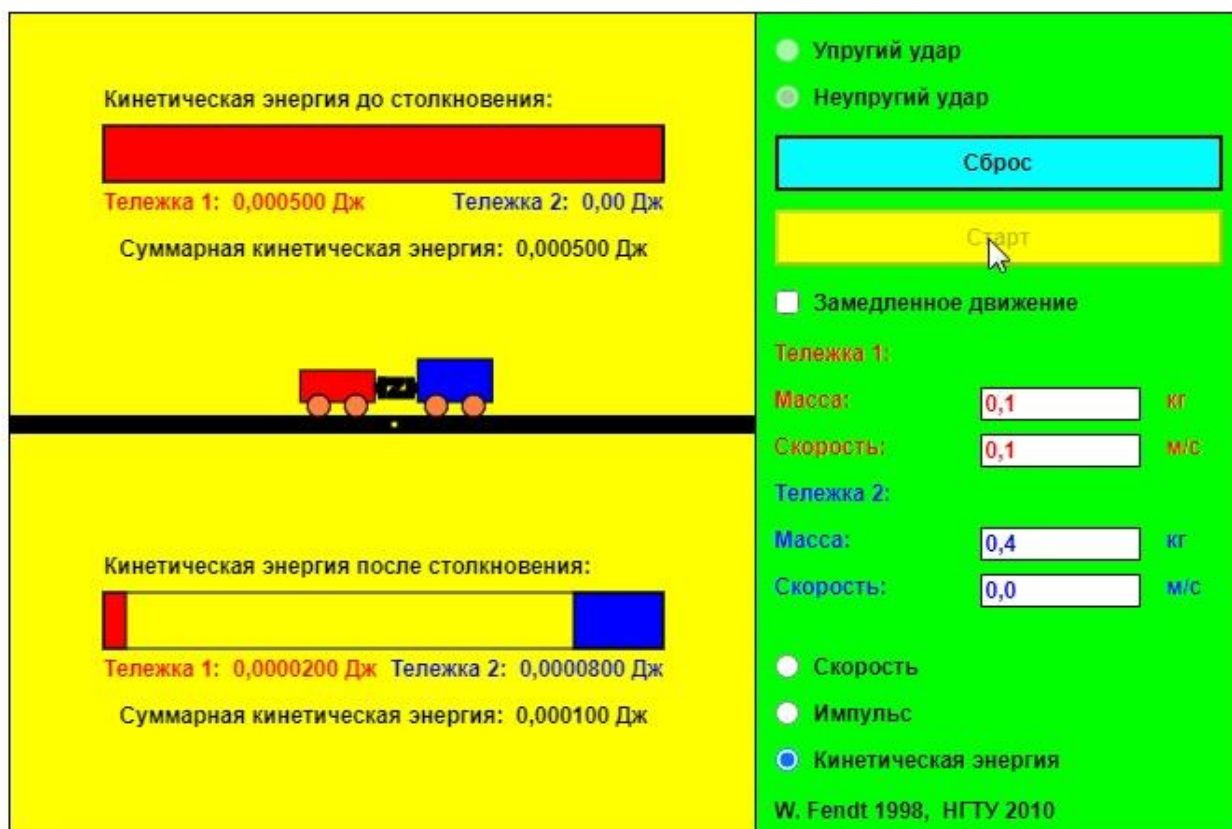 Кинетическая энергия до столкновения:
Тележка 1: 0,000500 Дж Тележка 2: 0,00 Дж
Суммарная кинетическая энергия: 0,000500 Дж
Кинетическая энергия после столкновения:
Тележка 1: 0,0000200 Дж Тележка 2: 0,0000800 Дж
Суммарная кинетическая энергия: 0,000100 Дж
Упругий удар
Неупругий удар
Сброс
Старт
Замедленное движение
Тележка 1:
Масса: 0,1 кг
Скорость: 0,1 м/с
Тележка 2:
Масса: 0,4 кг
Скорость: 0,0 м/с
Скорость
Импульс
Кинетическая энергия
W. Fendt 1998, НГТУ 2010